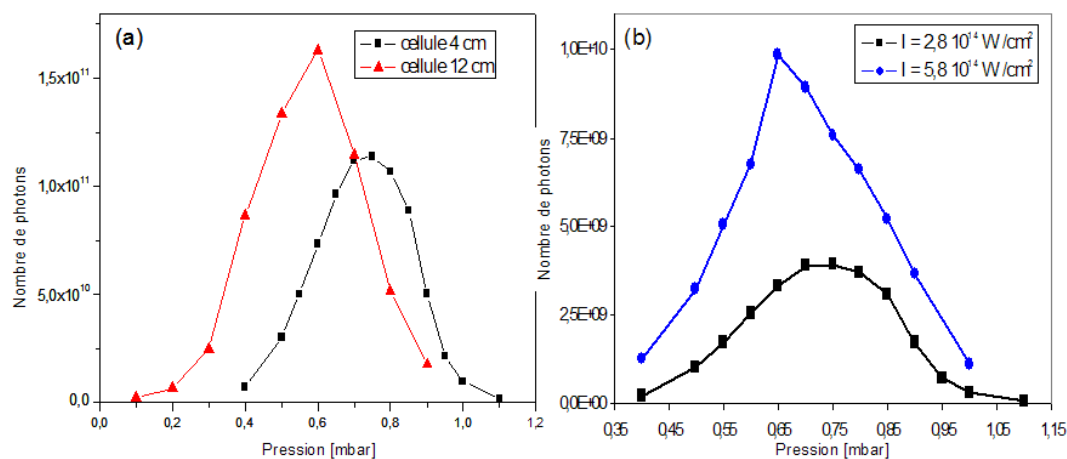 (a)
cellule 4 cm
cellule 12 cm
1,5x10¹¹
1,0x10¹¹
5,0x10¹⁰
0,0
Nombre de photons
0,0 0,2 0,4 0,6 0,8 1,0 1,2
Pression [mbar]
(b)
I = 2,8 10¹⁴ W/cm²
I = 5,8 10¹⁴ W/cm²
1,0E+10
7,5E+09
5,0E+09
2,5E+09
0,0E+00
Nombre de photons
0,35 0,45 0,55 0,65 0,75 0,85 0,95 1,05 1,15
Pression [mbar]